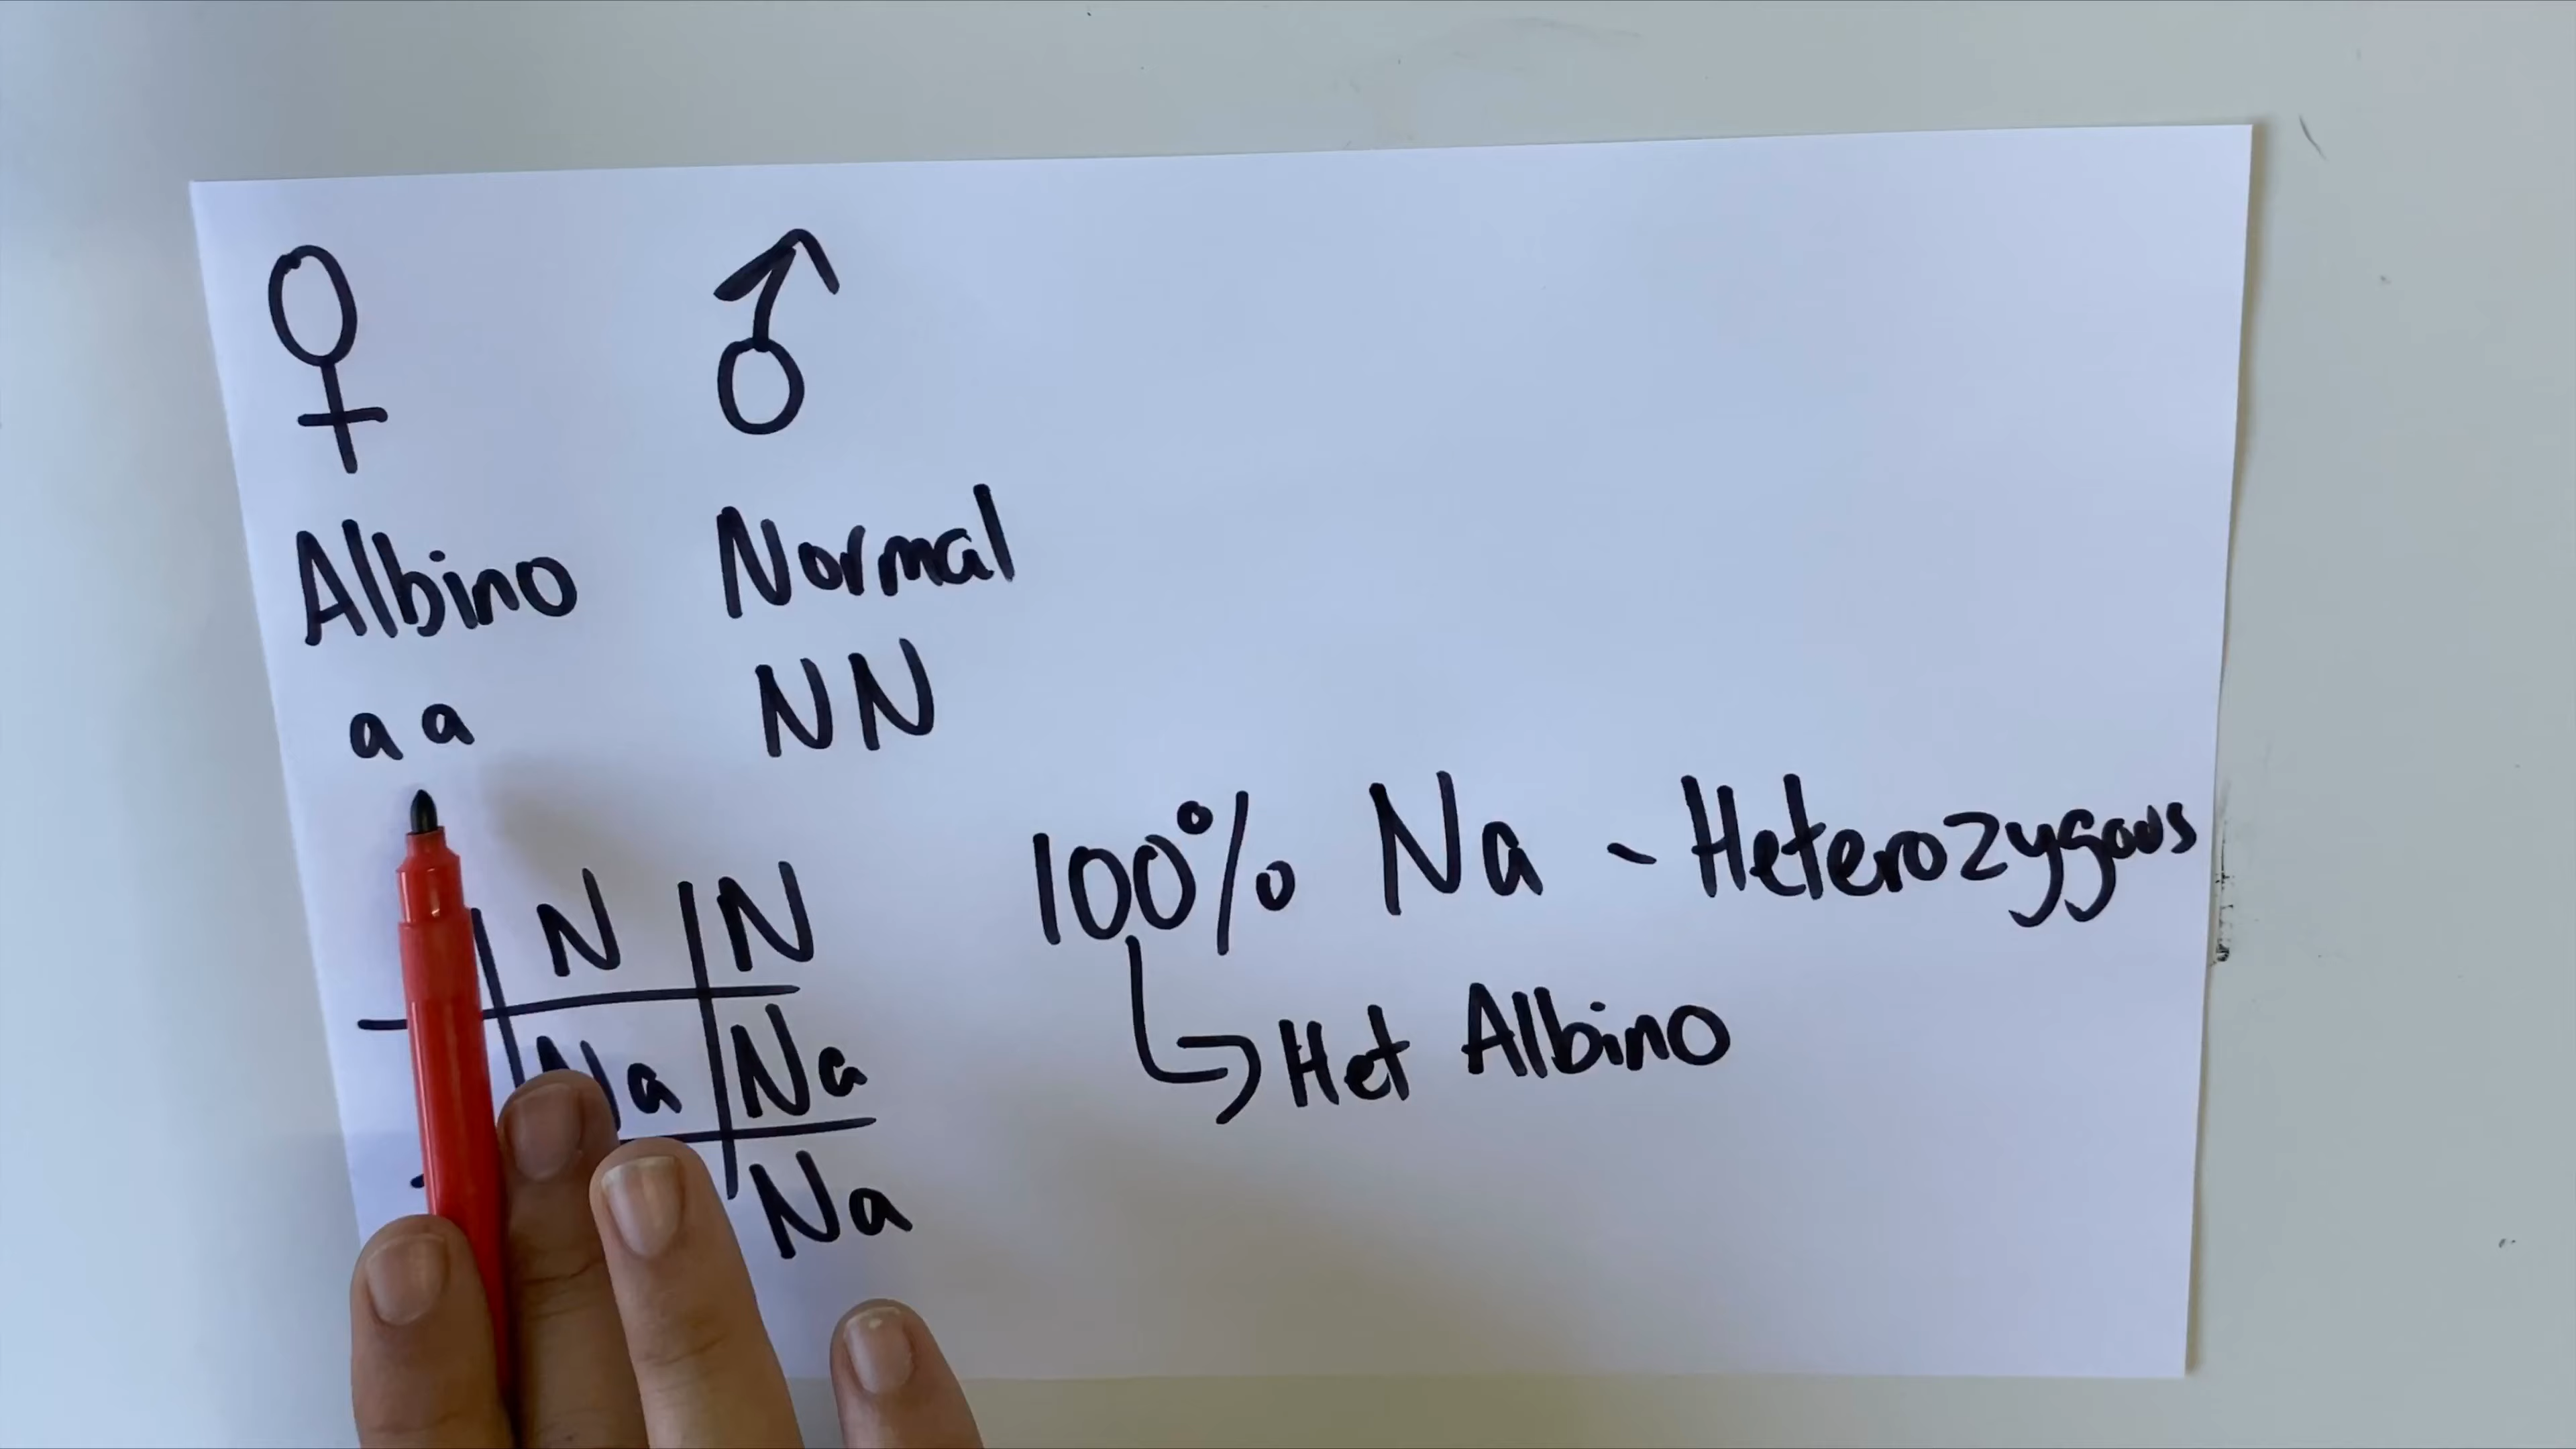 ♀ ♂
Albino Normal
aa NN
N N
Na Na
Na
100% Na - Heterozygous
Het Albino